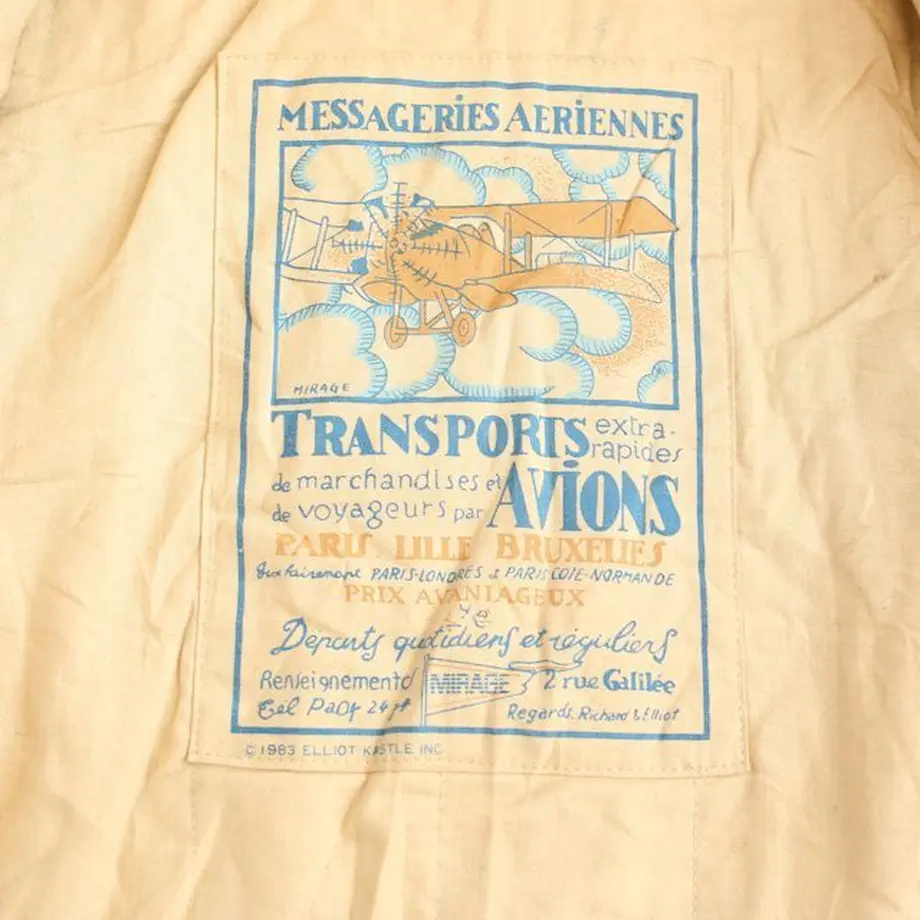 MESSAGERiES AERiENNES
MIRAGE
TRANSPORTS extra-rapides
de marchandises et
de voyageurs par AViONS
PARIS LILLE BRUXELLES
PARIS-LONDRES & PARIS COTE-NORMANDE
PRIX AVANTAGEUX
Departs quotidiens et réguliers
Renseignements MIRAGE 2 rue Galilée
Regards. Richard & Elliot
© 1983 ELLIOT KASTLE INC.